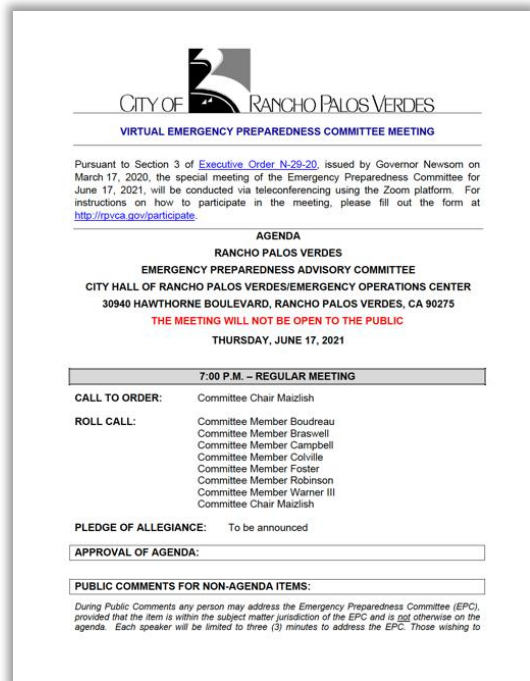 CITY OF RANCHO PALOS VERDES
VIRTUAL EMERGENCY PREPAREDNESS COMMITTEE MEETING
Pursuant to Section 3 of Executive Order N-29-20, issued by Governor Newsom on
March 17, 2020, the special meeting of the Emergency Preparedness Committee for
June 17, 2021, will be conducted via teleconferencing using the Zoom platform. For
instructions on how to participate in the meeting, please fill out the form at
http://rpvca.gov/participate.
AGENDA
RANCHO PALOS VERDES
EMERGENCY PREPAREDNESS ADVISORY COMMITTEE
CITY HALL OF RANCHO PALOS VERDES/EMERGENCY OPERATIONS CENTER
30940 HAWTHORNE BOULEVARD, RANCHO PALOS VERDES, CA 90275
THE MEETING WILL NOT BE OPEN TO THE PUBLIC
THURSDAY, JUNE 17, 2021
7:00 P.M. – REGULAR MEETING
CALL TO ORDER: Committee Chair Maizlish
ROLL CALL: Committee Member Boudreau
Committee Member Braswell
Committee Member Campbell
Committee Member Colville
Committee Member Foster
Committee Member Robinson
Committee Member Warner III
Committee Chair Maizlish
PLEDGE OF ALLEGIANCE: To be announced
APPROVAL OF AGENDA:
PUBLIC COMMENTS FOR NON-AGENDA ITEMS:
During Public Comments any person may address the Emergency Preparedness Committee (EPC),
provided that the item is within the subject matter jurisdiction of the EPC and is not otherwise on the
agenda. Each speaker will be limited to three (3) minutes to address the EPC. Those wishing to